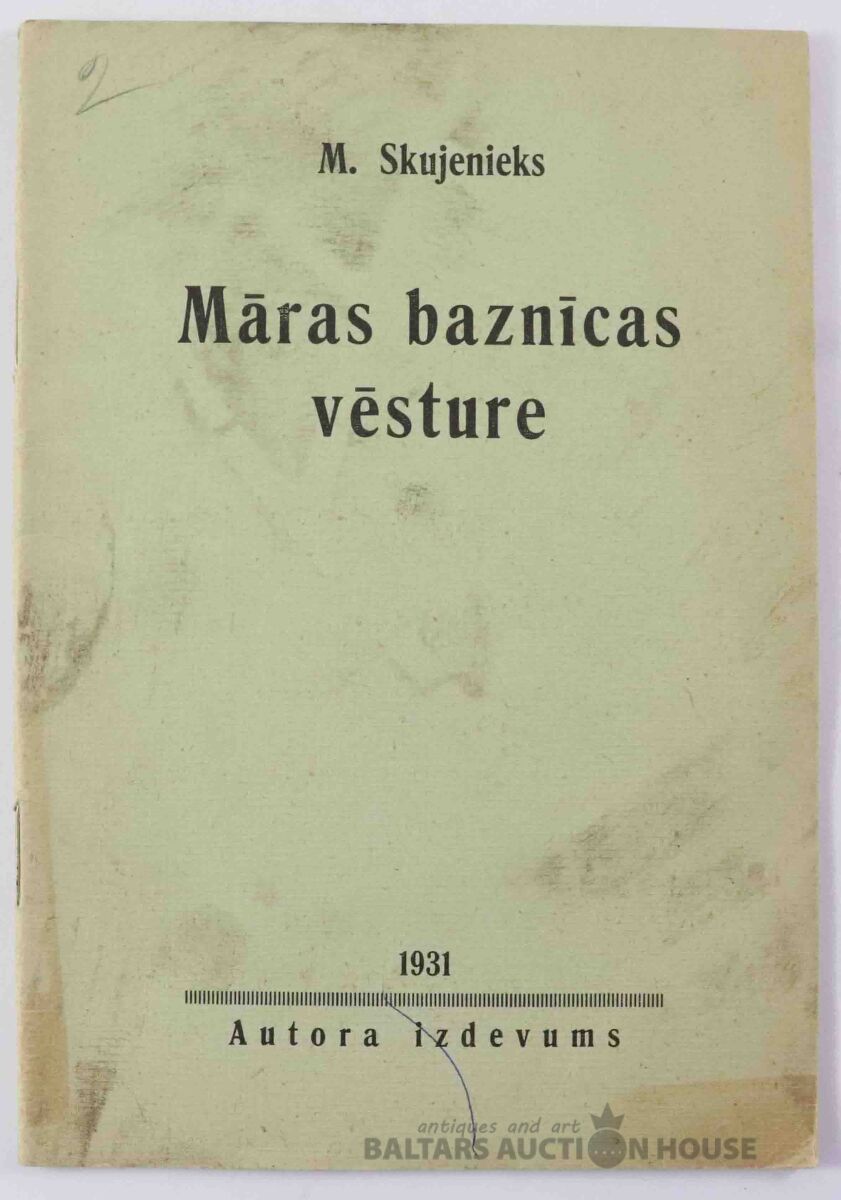 2
M. Skujenieks
Māras baznīcas
vēsture
1931
Autora izdevums
antiques and art
BALTARS AUCTION HOUSE